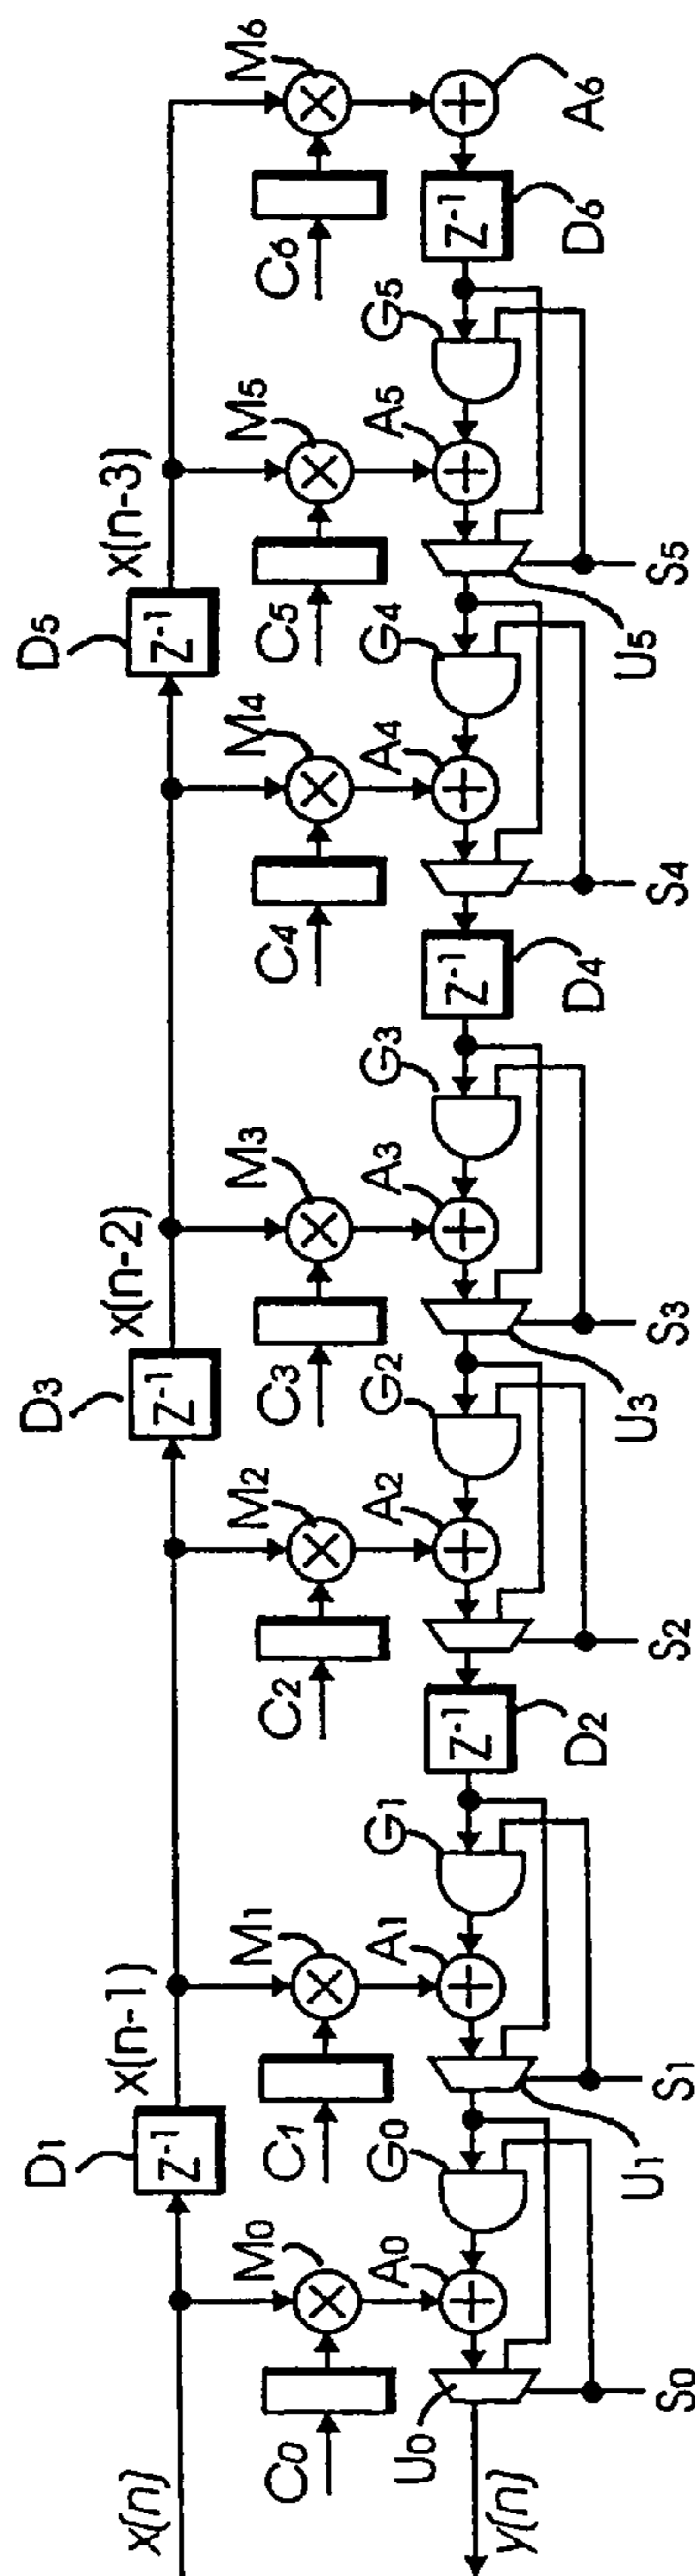 D1 D3 D5
x(n) x(n-1) x(n-2) x(n-3)
Z-1 Z-1 Z-1
M0 M1 M2 M3 M4 M5 M6
C0 C1 C2 C3 C4 C5 C6
G0 G1 G2 G3 G4 G5
A0 A1 A2 A3 A4 A5
Z-1 Z-1 Z-1
y(n)
U0
A6
D2 D4 D6
S0 S1 S2 S3 S4 S5
U1 U3 U5